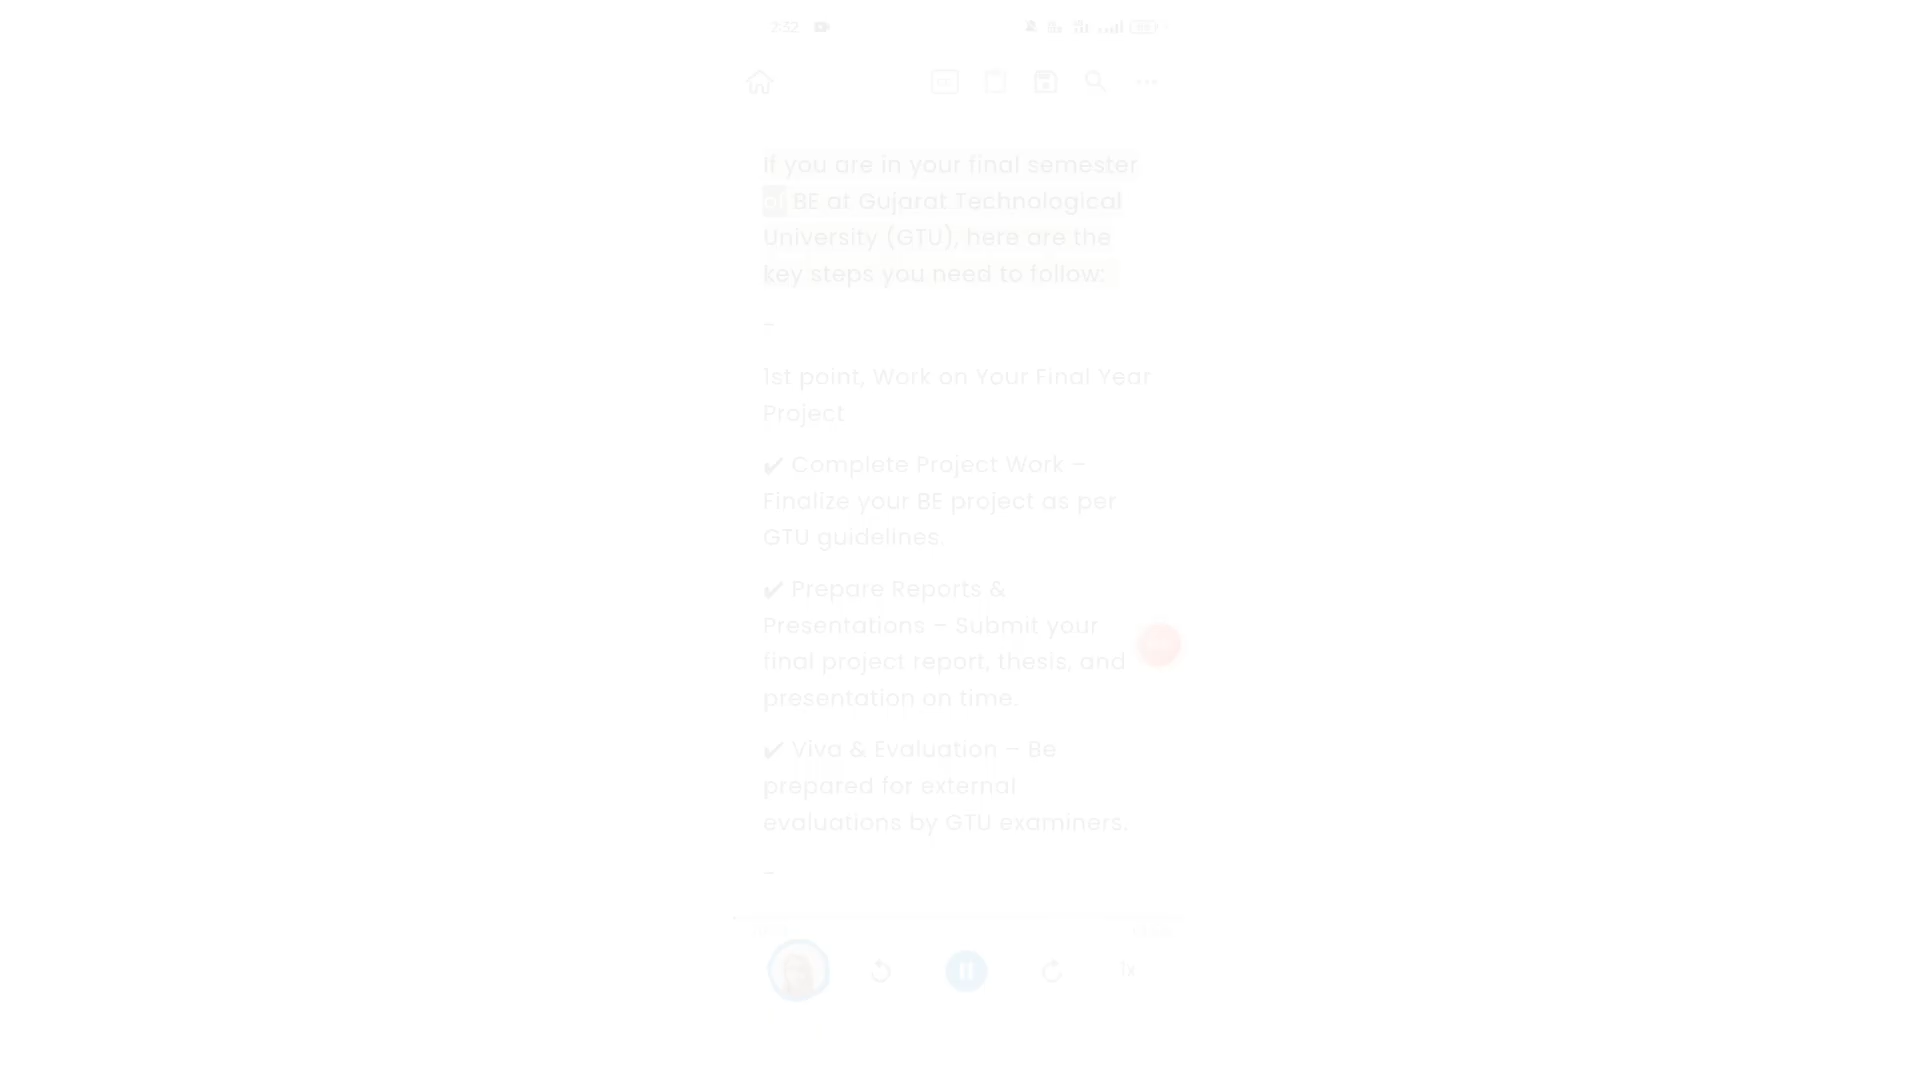 2:32
If you are in your final semester
of BE at Gujarat Technological
University (GTU), here are the
key steps you need to follow:
–
1st point, Work on Your Final Year
Project
✔ Complete Project Work –
Finalize your BE project as per
GTU guidelines.
✔ Prepare Reports &
Presentations – Submit your
final project report, thesis, and
presentation on time.
✔ Viva & Evaluation – Be
prepared for external
evaluations by GTU examiners.
–
1x